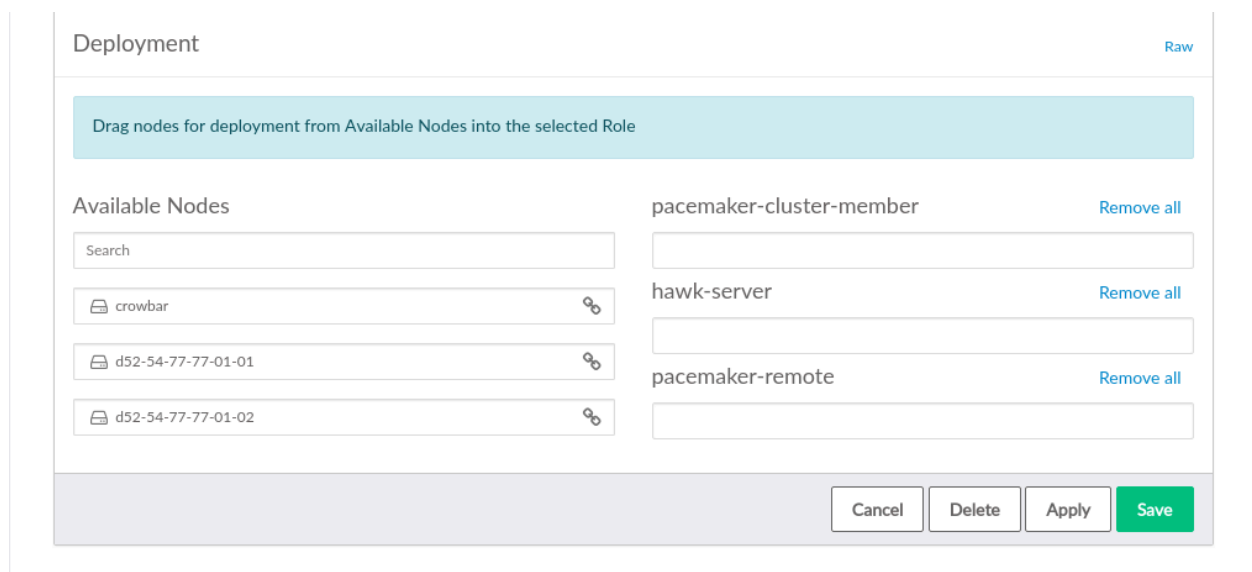 Deployment
Raw
Drag nodes for deployment from Available Nodes into the selected Role
Available Nodes
Search
crowbar
d52-54-77-77-01-01
d52-54-77-77-01-02
pacemaker-cluster-member
Remove all
hawk-server
Remove all
pacemaker-remote
Remove all
Cancel
Delete
Apply
Save